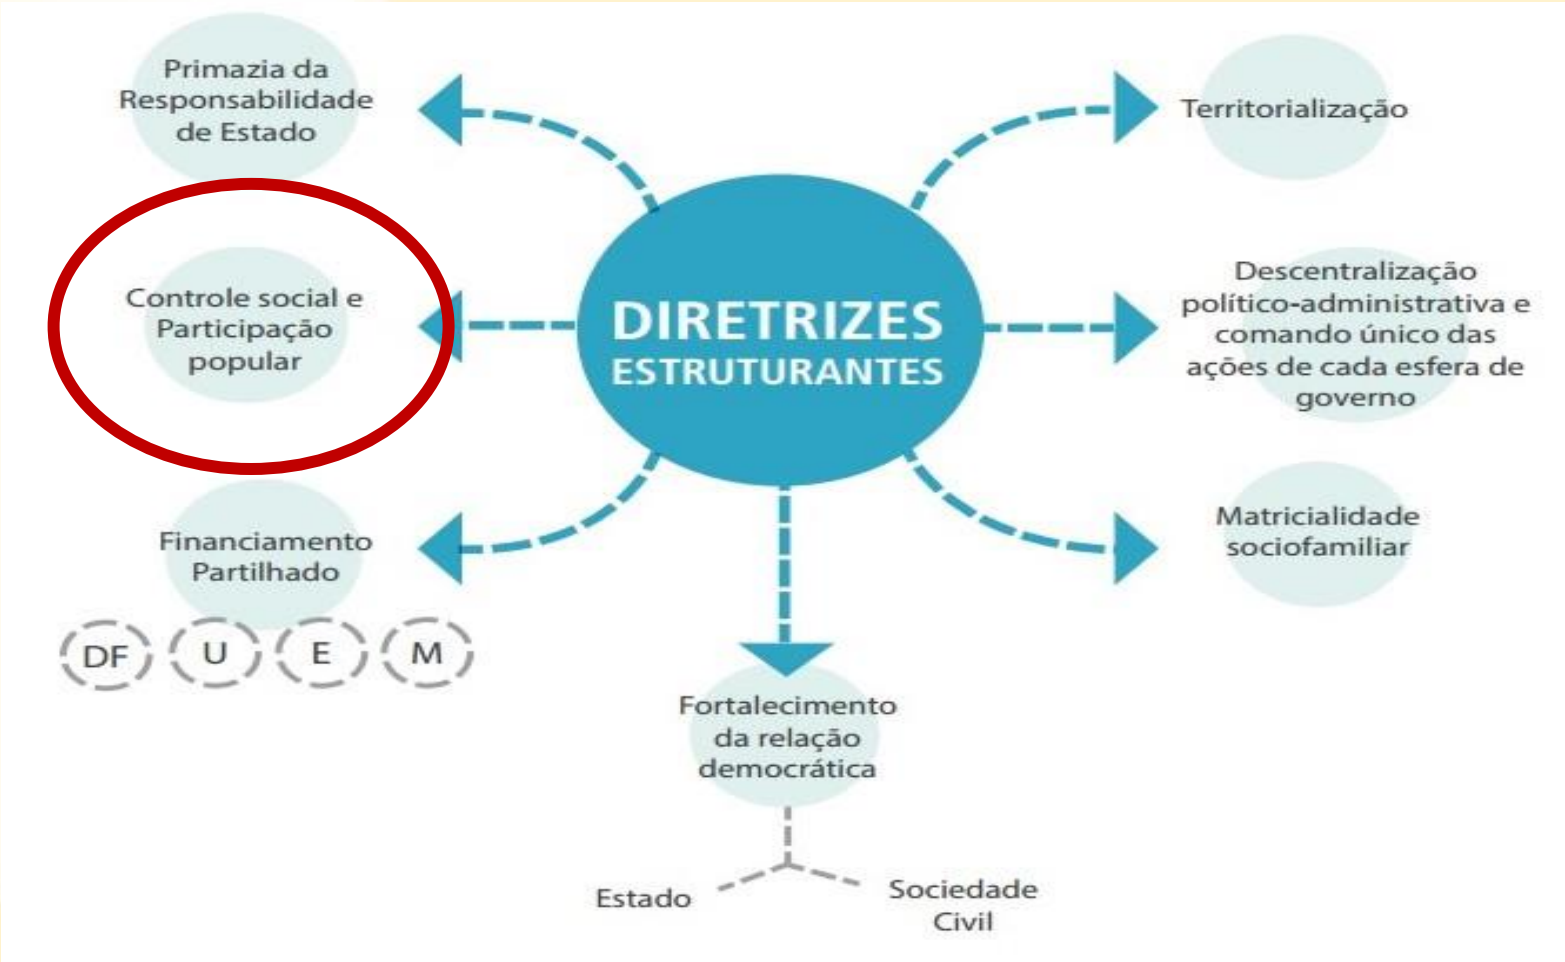 Primazia da
Responsabilidade
de Estado
Territorialização
Controle social e
Participação
popular
DIRETRIZES
ESTRUTURANTES
Descentralização
político-administrativa e
comando único das
ações de cada esfera de
governo
Financiamento
Partilhado
DF U E M
Matricialidade
sociofamiliar
Fortalecimento
da relação
democrática
Estado
Sociedade
Civil